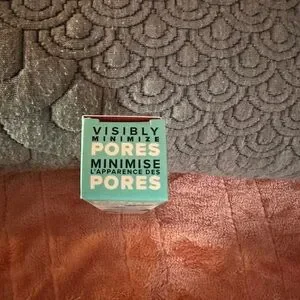 VISIBLY
MINIMIZE
PORES
MINIMISE
L'APPARENCE DES
PORES